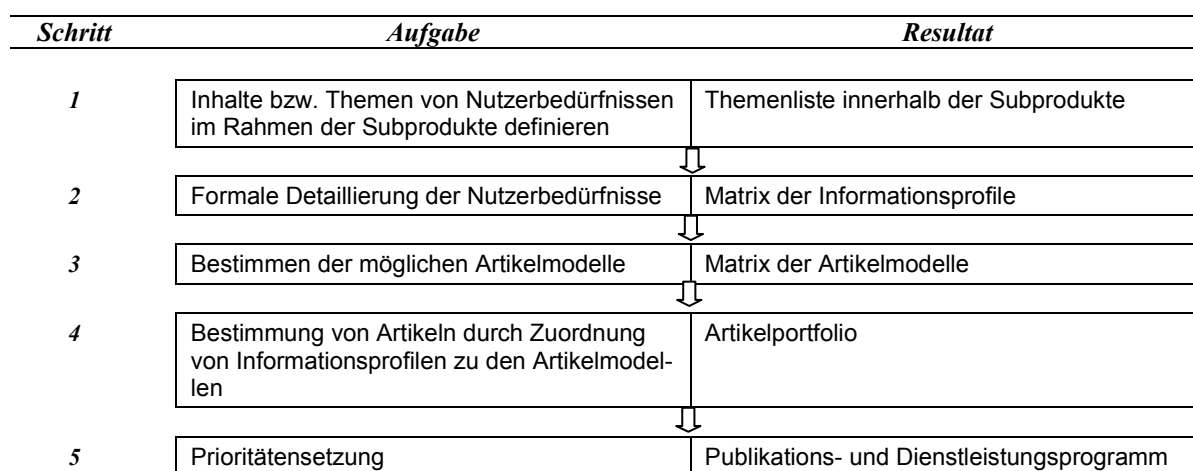 Schritt Aufgabe Resultat
1 Inhalte bzw. Themen von Nutzerbedürfnissen Themenliste innerhalb der Subprodukte
im Rahmen der Subprodukte definieren
2 Formale Detaillierung der Nutzerbedürfnisse Matrix der Informationsprofile
3 Bestimmen der möglichen Artikelmodelle Matrix der Artikelmodelle
4 Bestimmung von Artikeln durch Zuordnung Artikelportfolio
von Informationsprofilen zu den Artikelmodel-
len
5 Prioritätensetzung Publikations- und Dienstleistungsprogramm